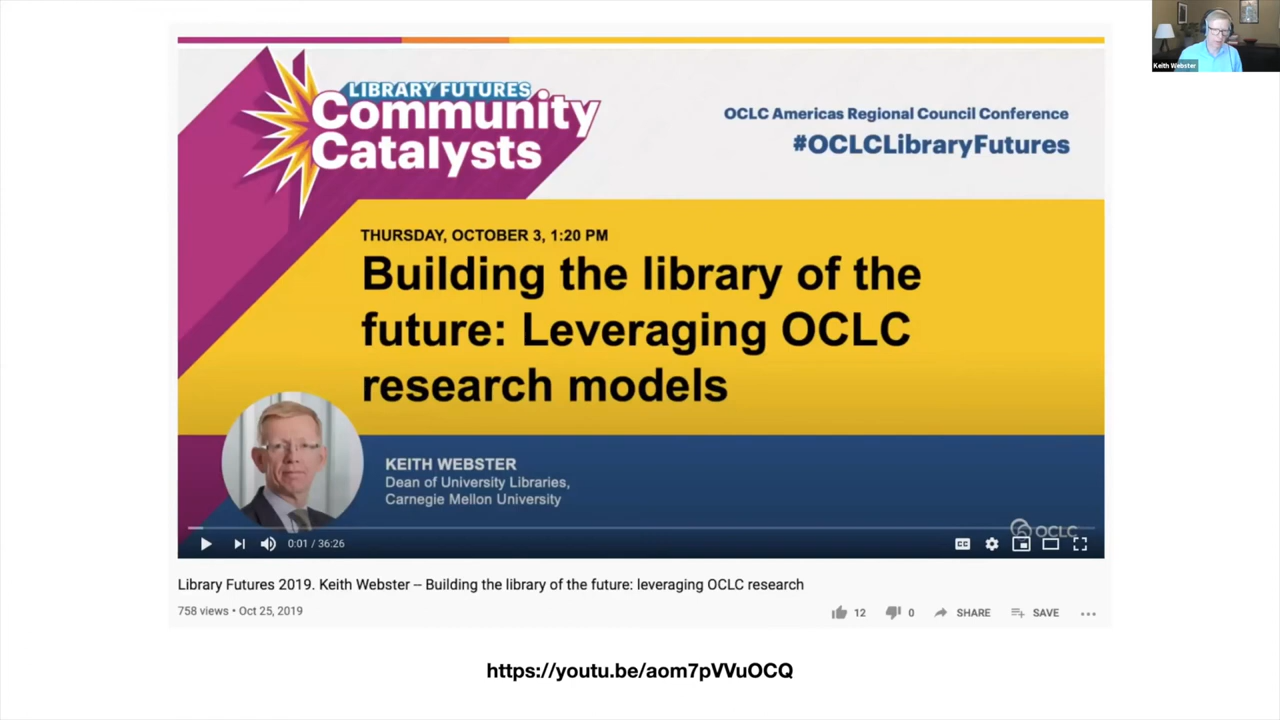 Keith Webster
LIBRARY FUTURES
Community
Catalysts
OCLC Americas Regional Council Conference
#OCLCLibraryFutures
THURSDAY, OCTOBER 3, 1:20 PM
Building the library of the
future: Leveraging OCLC
research models
KEITH WEBSTER
Dean of University Libraries,
Carnegie Mellon University
OCLC
0:01 / 36:26
CC
Library Futures 2019. Keith Webster – Building the library of the future: leveraging OCLC research
758 views • Oct 25, 2019
12
0
SHARE
SAVE
https://youtu.be/aom7pVVuOCQ